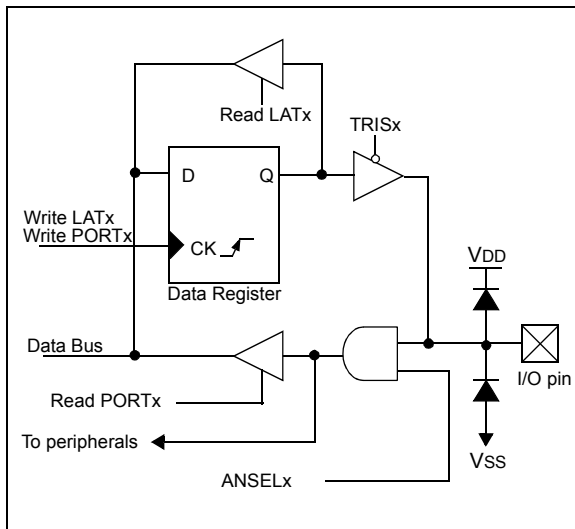 Read LATx
TRISx
D
Q
Write LATx
Write PORTx
CK
Data Register
VDD
Data Bus
I/O pin
Read PORTx
To peripherals
VSS
ANSELx